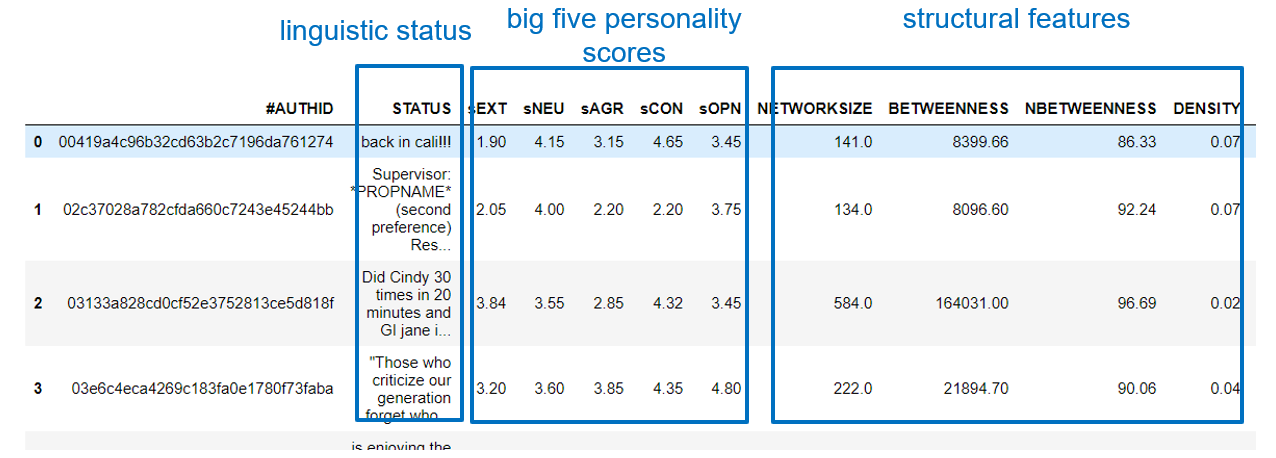 linguistic status
big five personality
scores
structural features
#AUTHID STATUS sEXT sNEU sAGR sCON sOPN NETWORKSIZE BETWEENNESS NBETWEENNESS DENSITY
0 00419a4c96b32cd63b2c7196da761274 back in cali!!! 1.90 4.15 3.15 4.65 3.45 141.0 8399.66 86.33 0.07
Supervisor:
*PROPNAME*
1 02c37028a782cfda660c7243e45244bb (second 2.05 4.00 2.20 2.20 3.75 134.0 8096.60 92.24 0.07
preference)
Res...
Did Cindy 30
times in 20
2 03133a828cd0cf52e3752813ce5d818f 3.84 3.55 2.85 4.32 3.45 584.0 164031.00 96.69 0.02
minutes and
GI jane i...
"Those who
criticize our
3 03e6c4eca4269c183fa0e1780f73faba 3.20 3.60 3.85 4.35 4.80 222.0 21894.70 90.06 0.04
generation
forget who...
is enjoying the